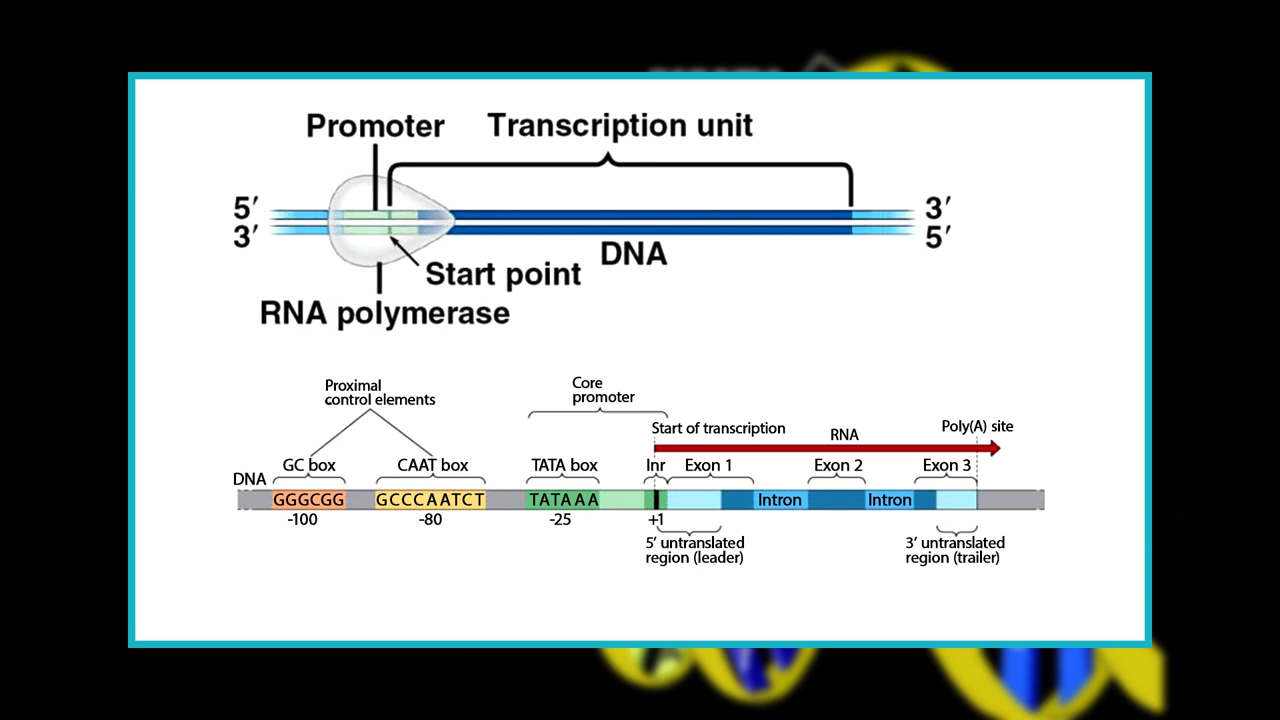 Promoter
Transcription unit
5′
3′
3′
5′
DNA
Start point
RNA polymerase
Proximal
control elements
Core
promoter
Start of transcription
RNA
Poly(A) site
DNA
GC box
CAAT box
TATA box
Inr
Exon 1
Exon 2
Exon 3
GGGCGG
GCCCAATCT
TATAAA
Intron
Intron
-100
-80
-25
+1
5′ untranslated
region (leader)
3′ untranslated
region (trailer)